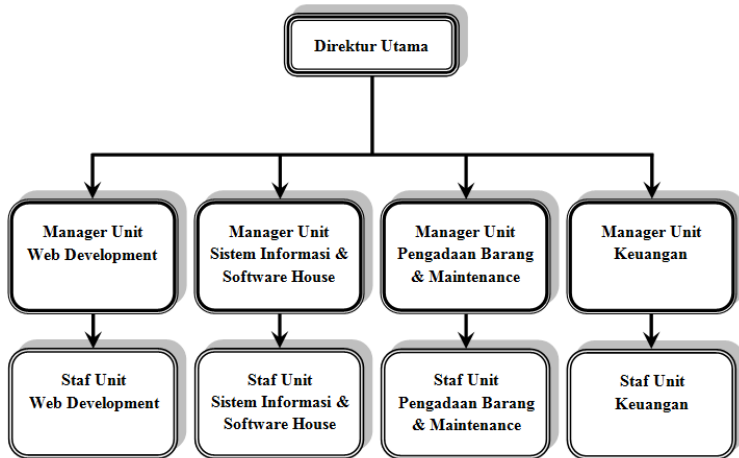 Direktur Utama
Manager Unit
Web Development
Manager Unit
Sistem Informasi &
Software House
Manager Unit
Pengadaan Barang
& Maintenance
Manager Unit
Keuangan
Staf Unit
Web Development
Staf Unit
Sistem Informasi &
Software House
Staf Unit
Pengadaan Barang
& Maintenance
Staf Unit
Keuangan